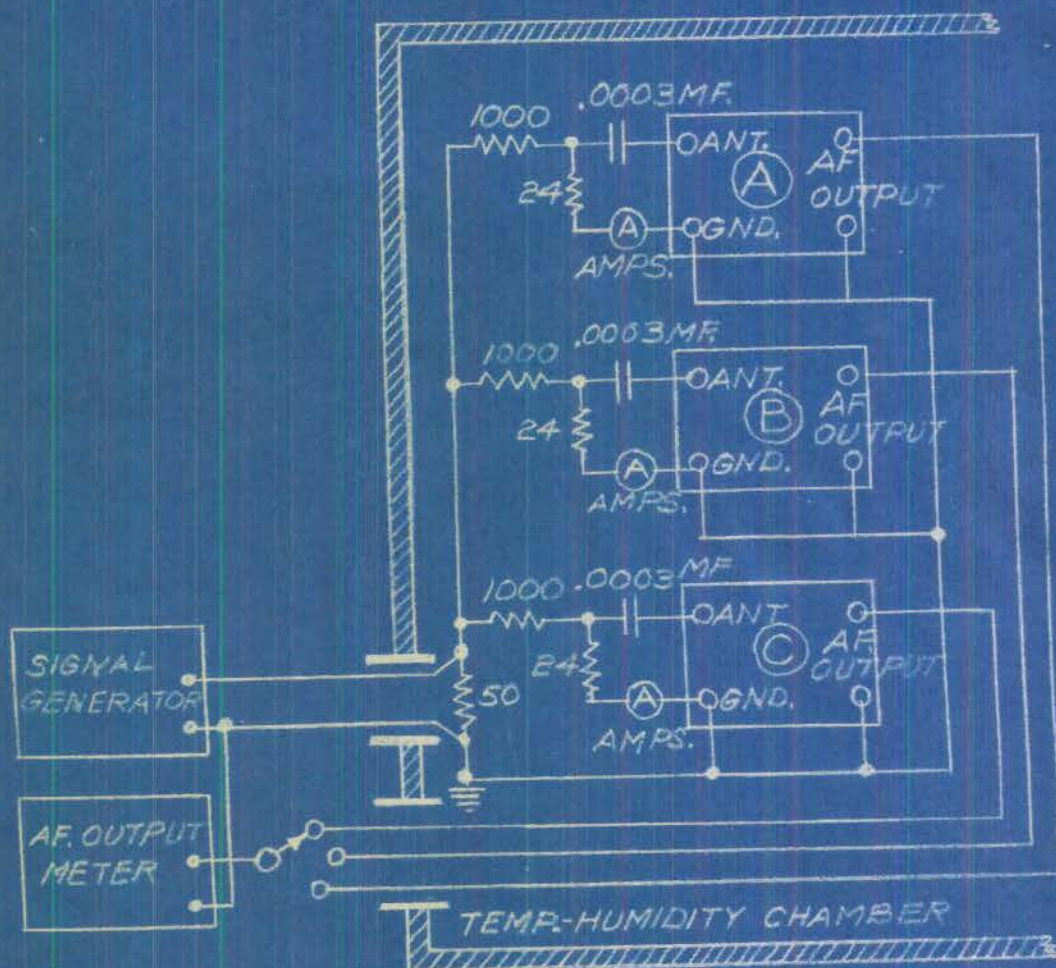 1000
.0003MF.
ANT.
A
AF
OUTPUT
24
A
GND.
AMPS.
1000
.0003MF.
ANT.
B
AF
OUTPUT
24
A
GND.
AMPS.
1000
.0003MF
ANT.
C
AF.
OUTPUT
24
A
GND.
AMPS.
50
SIGNAL
GENERATOR
AF. OUTPUT
METER
TEMP.-HUMIDITY CHAMBER